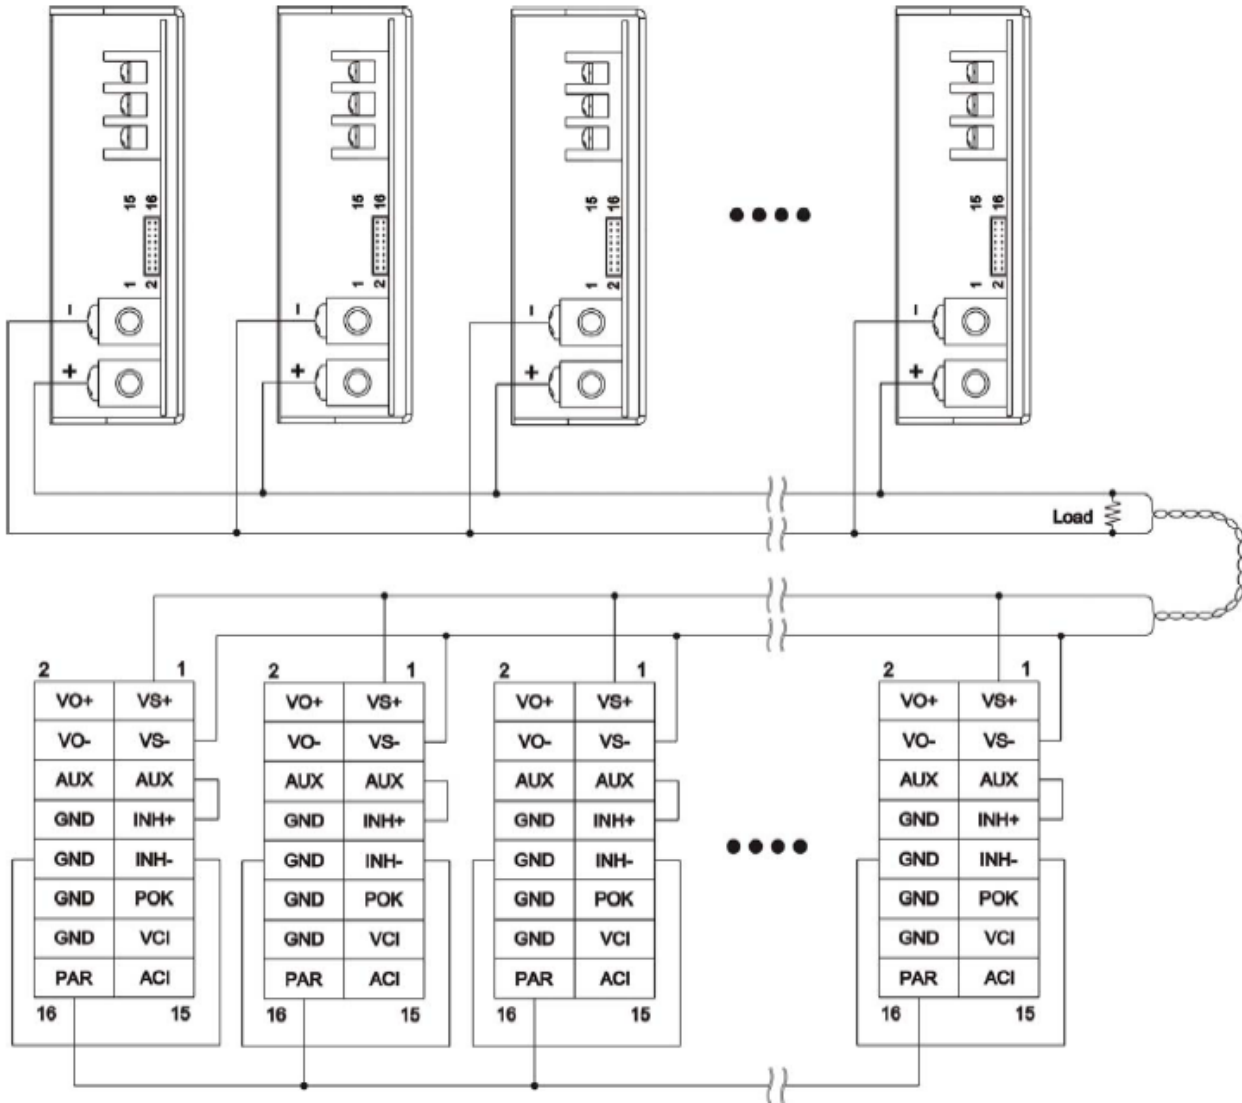 15 16 15 16 15 16 15 16
1 2 1 2 1 2 1 2
- - - -
+ + + +
Load
2 1 2 1 2 1 2 1
VO+ VS+ VO+ VS+ VO+ VS+ VO+ VS+
VO- VS- VO- VS- VO- VS- VO- VS-
AUX AUX AUX AUX AUX AUX AUX AUX
GND INH+ GND INH+ GND INH+ GND INH+
GND INH- GND INH- GND INH- GND INH-
GND POK GND POK GND POK GND POK
GND VCI GND VCI GND VCI GND VCI
PAR ACI PAR ACI PAR ACI PAR ACI
16 15 16 15 16 15 16 15